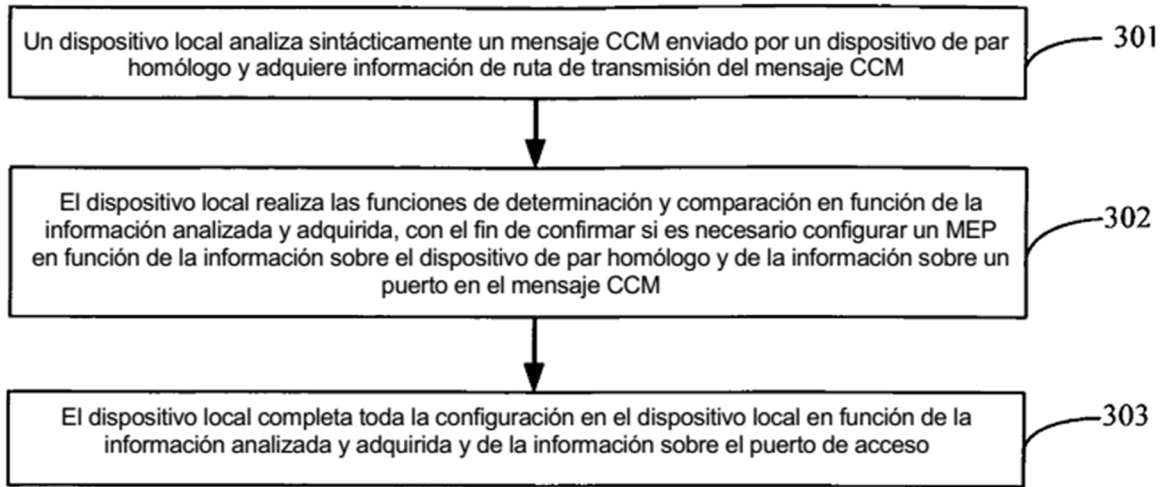 Un dispositivo local analiza sintácticamente un mensaje CCM enviado por un dispositivo de par
homólogo y adquiere información de ruta de transmisión del mensaje CCM
301
El dispositivo local realiza las funciones de determinación y comparación en función de la
información analizada y adquirida, con el fin de confirmar si es necesario configurar un MEP
en función de la información sobre el dispositivo de par homólogo y de la información sobre un
puerto en el mensaje CCM
302
El dispositivo local completa toda la configuración en el dispositivo local en función de la
información analizada y adquirida y de la información sobre el puerto de acceso
303